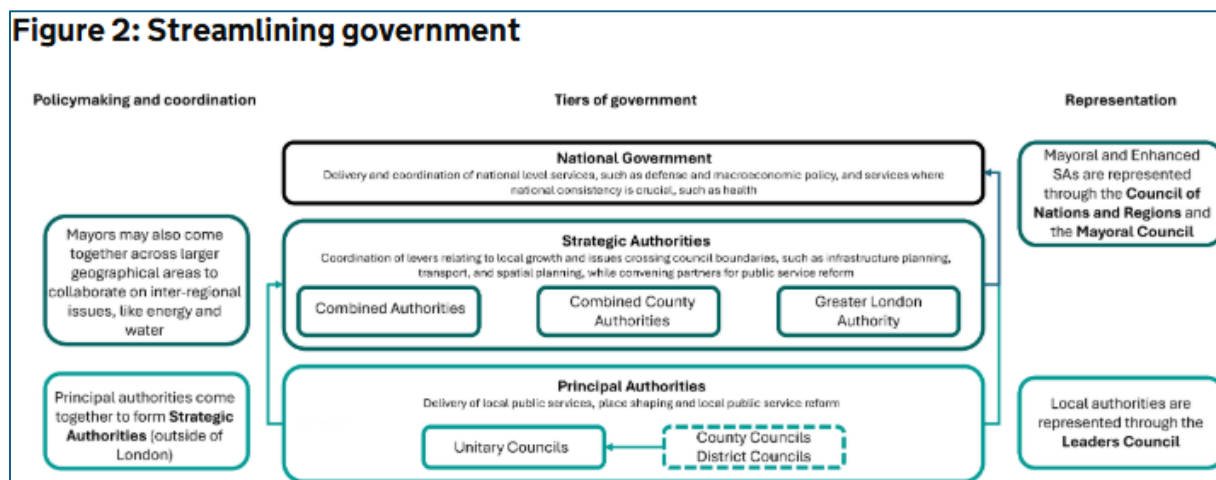 Figure 2: Streamlining government
Policymaking and coordination
Tiers of government
Representation
National Government
Delivery and coordination of national level services, such as defense and macroeconomic policy, and services where
national consistency is crucial, such as health
Mayoral and Enhanced
SAs are represented
through the Council of
Nations and Regions and
the Mayoral Council
Mayors may also come
together across larger
geographical areas to
collaborate on inter-regional
issues, like energy and
water
Strategic Authorities
Coordination of levers relating to local growth and issues crossing council boundaries, such as infrastructure planning,
transport, and spatial planning, while convening partners for public service reform
Combined Authorities
Combined County
Authorities
Greater London
Authority
Principal authorities come
together to form Strategic
Authorities (outside of
London)
Principal Authorities
Delivery of local public services, place shaping and local public service reform
Unitary Councils
County Councils
District Councils
Local authorities are
represented through the
Leaders Council